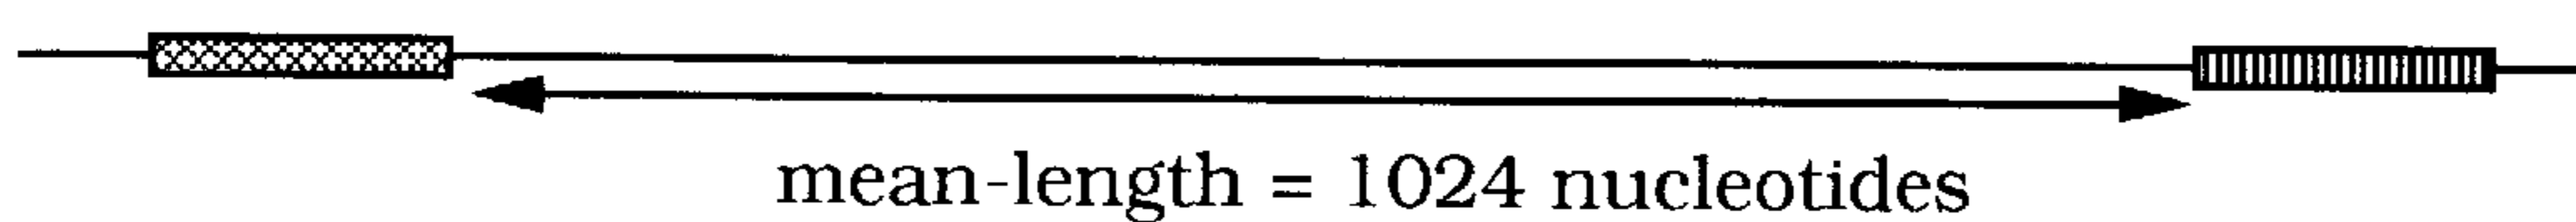 mean-length = 1024 nucleotides